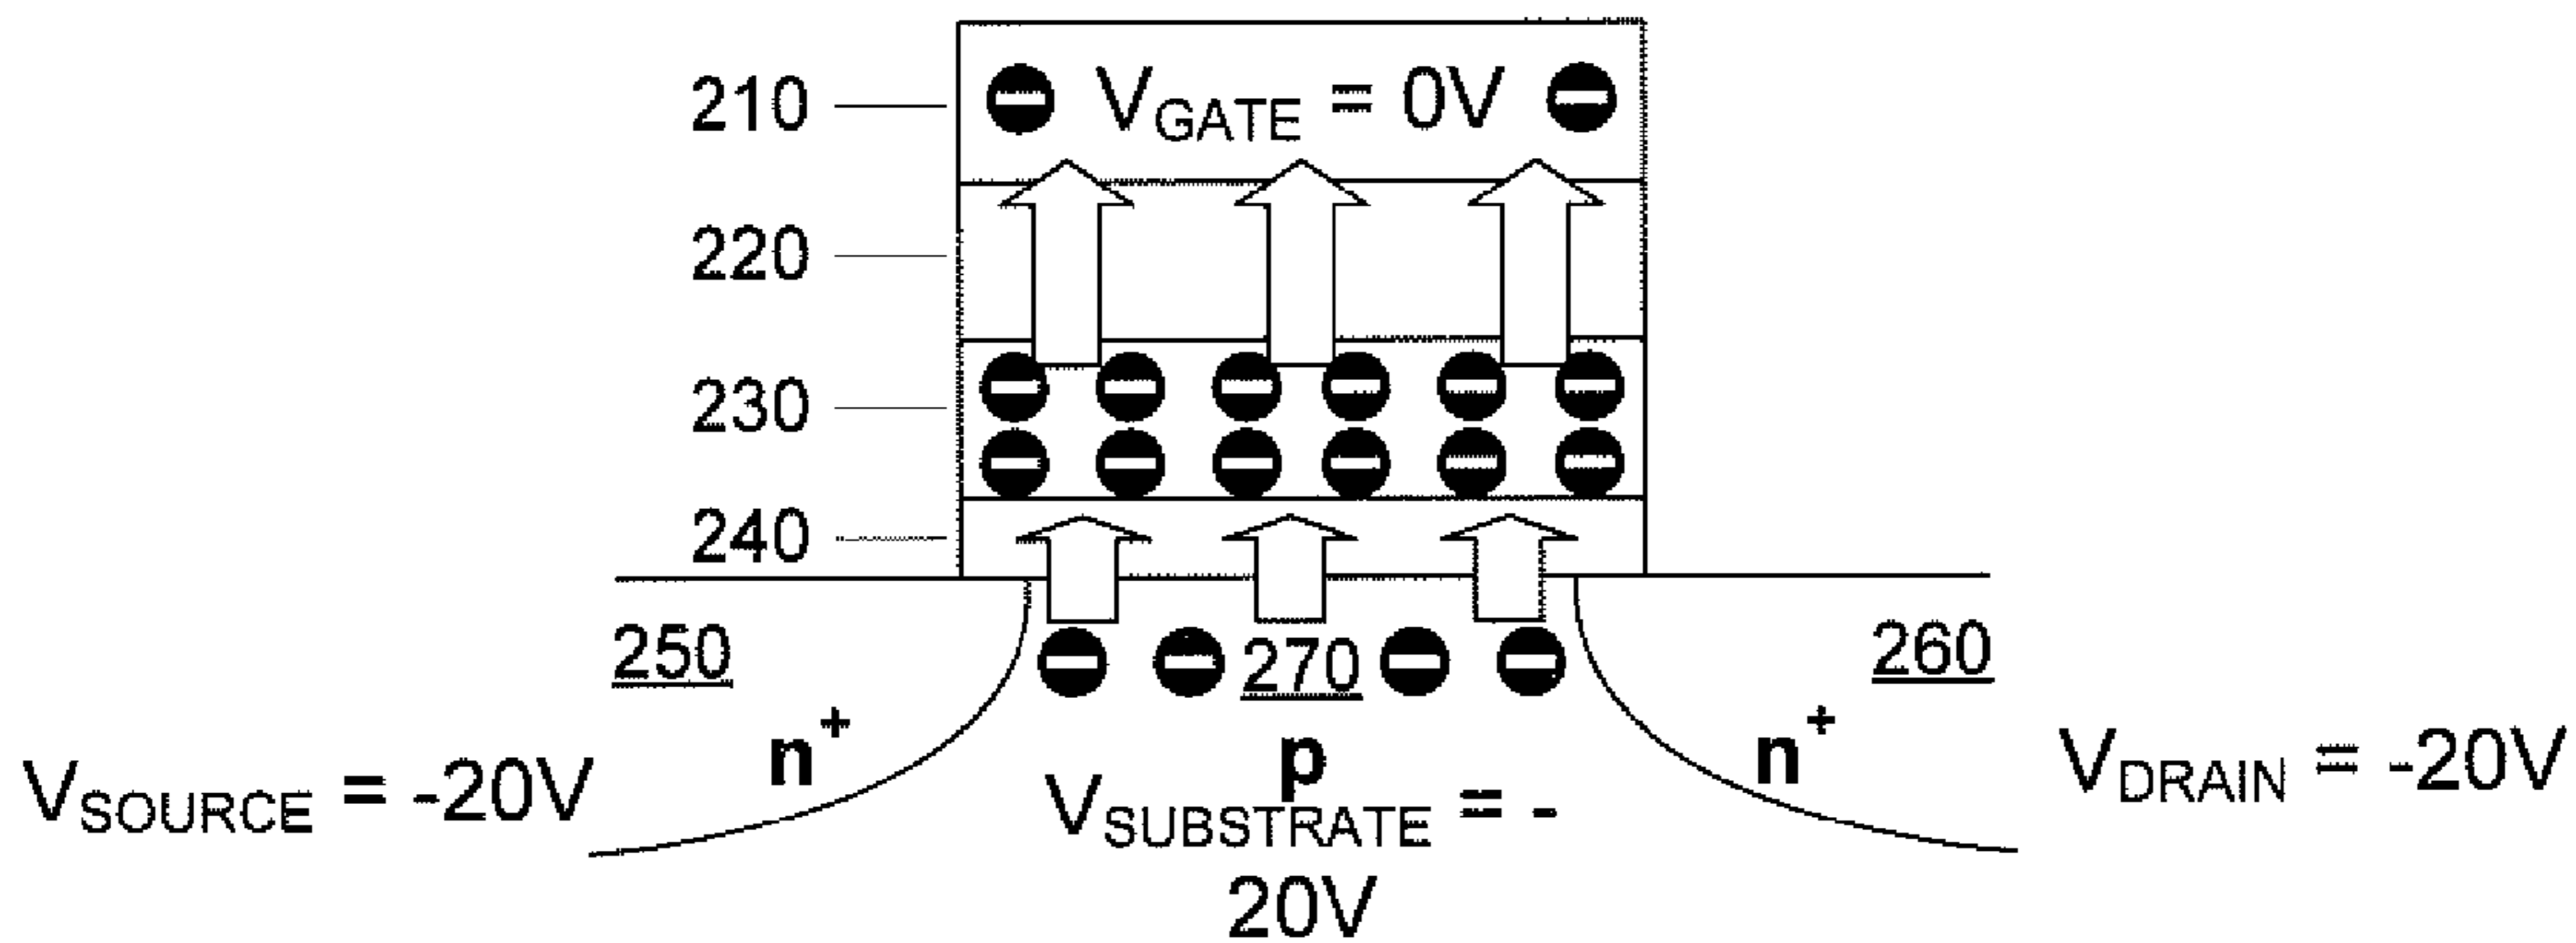 210
V_GATE = 0V
220
230
240
250
270
260
n+
p
n+
V_SOURCE = -20V
V_SUBSTRATE = -
20V
V_DRAIN = -20V